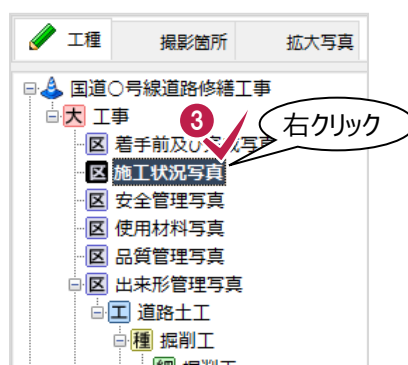 工種 撮影箇所 拡大写真
国道○号線道路修繕工事
大 工事
3
右クリック
区 着手前及び完成写真
区 施工状況写真
区 安全管理写真
区 使用材料写真
区 品質管理写真
区 出来形管理写真
工 道路土工
種 掘削工
細 掘削工